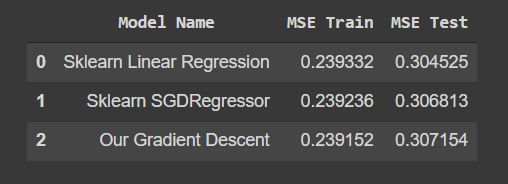 Model Name MSE Train MSE Test
0 Sklearn Linear Regression 0.239332 0.304525
1 Sklearn SGDRegressor 0.239236 0.306813
2 Our Gradient Descent 0.239152 0.307154